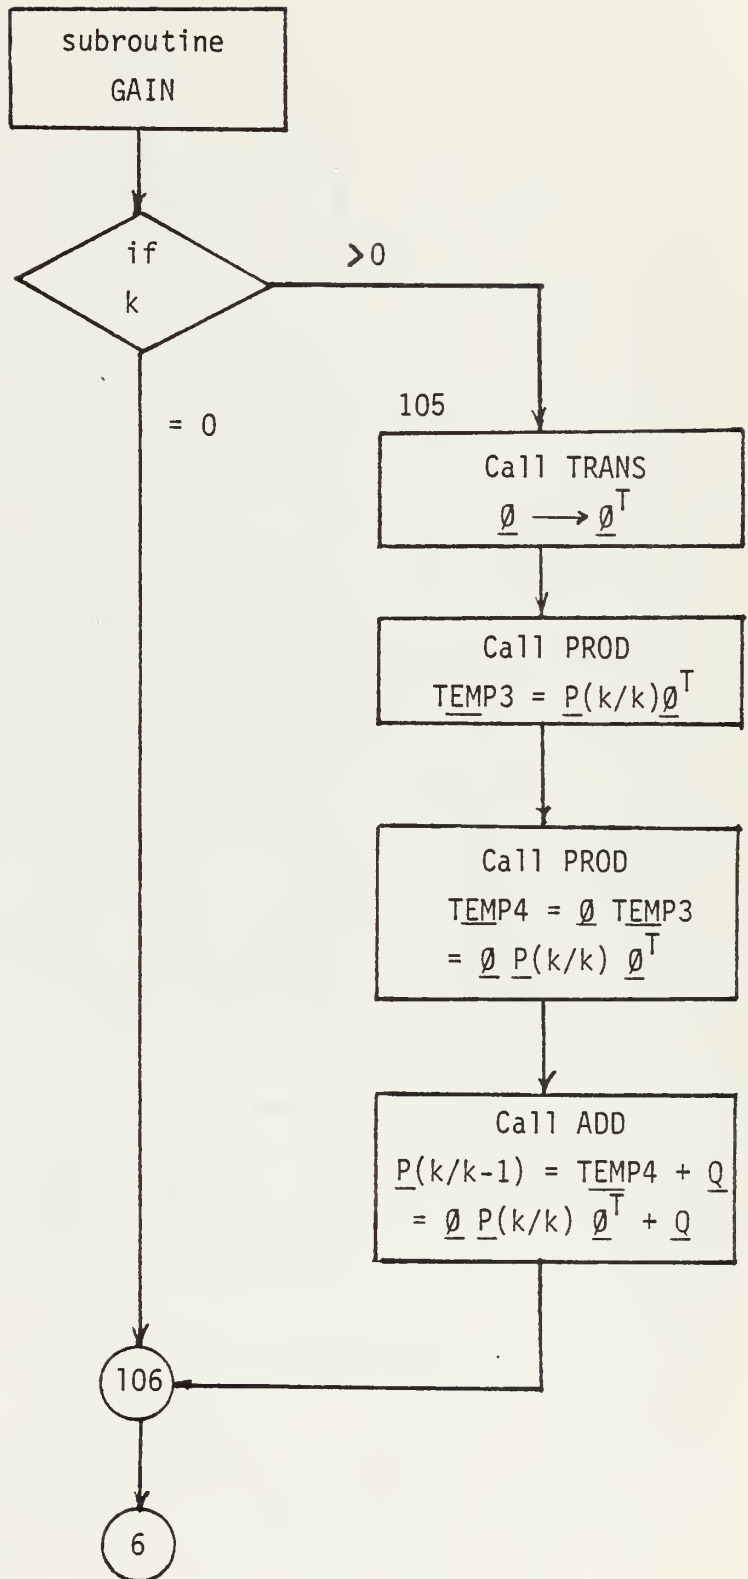 subroutine
GAIN
if
k
>0
= 0
105
Call TRANS
Ø → Ø^T
Call PROD
TEMP3 = P(k/k)Ø^T
Call PROD
TEMP4 = Ø TEMP3
= Ø P(k/k) Ø^T
Call ADD
P(k/k-1) = TEMP4 + Q
= Ø P(k/k) Ø^T + Q
106
6